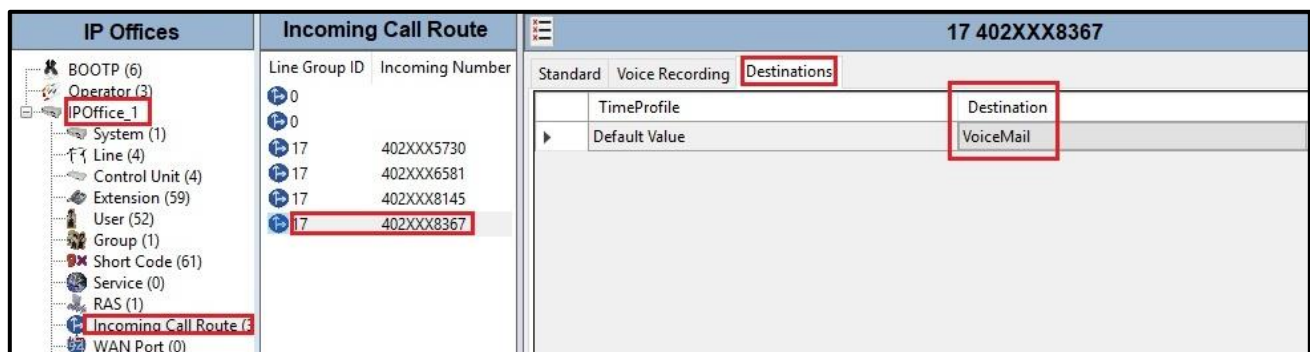 IP Offices
BOOTP (6)
Operator (3)
IPOffice_1
System (1)
Line (4)
Control Unit (4)
Extension (59)
User (52)
Group (1)
Short Code (61)
Service (0)
RAS (1)
Incoming Call Route (3
WAN Port (0)
Incoming Call Route
Line Group ID Incoming Number
0
0
17 402XXX5730
17 402XXX6581
17 402XXX8145
17 402XXX8367
17 402XXX8367
Standard Voice Recording Destinations
TimeProfile Destination
Default Value VoiceMail